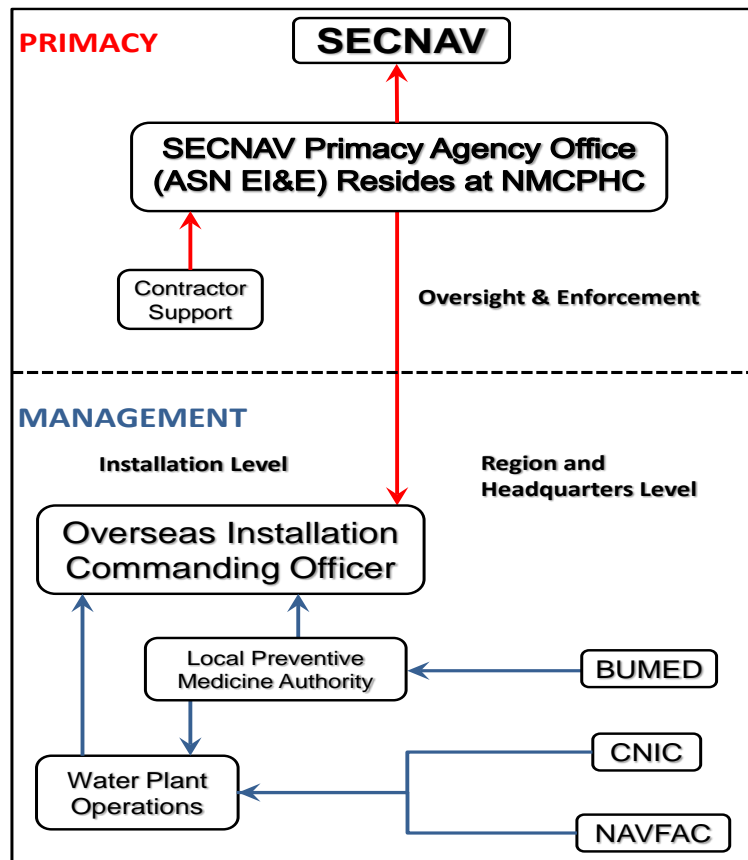 PRIMACY
SECNAV
SECNAV Primacy Agency Office
(ASN EI&E) Resides at NMCPHC
Contractor
Support
Oversight & Enforcement
MANAGEMENT
Installation Level
Region and
Headquarters Level
Overseas Installation
Commanding Officer
Local Preventive
Medicine Authority
BUMED
Water Plant
Operations
CNIC
NAVFAC